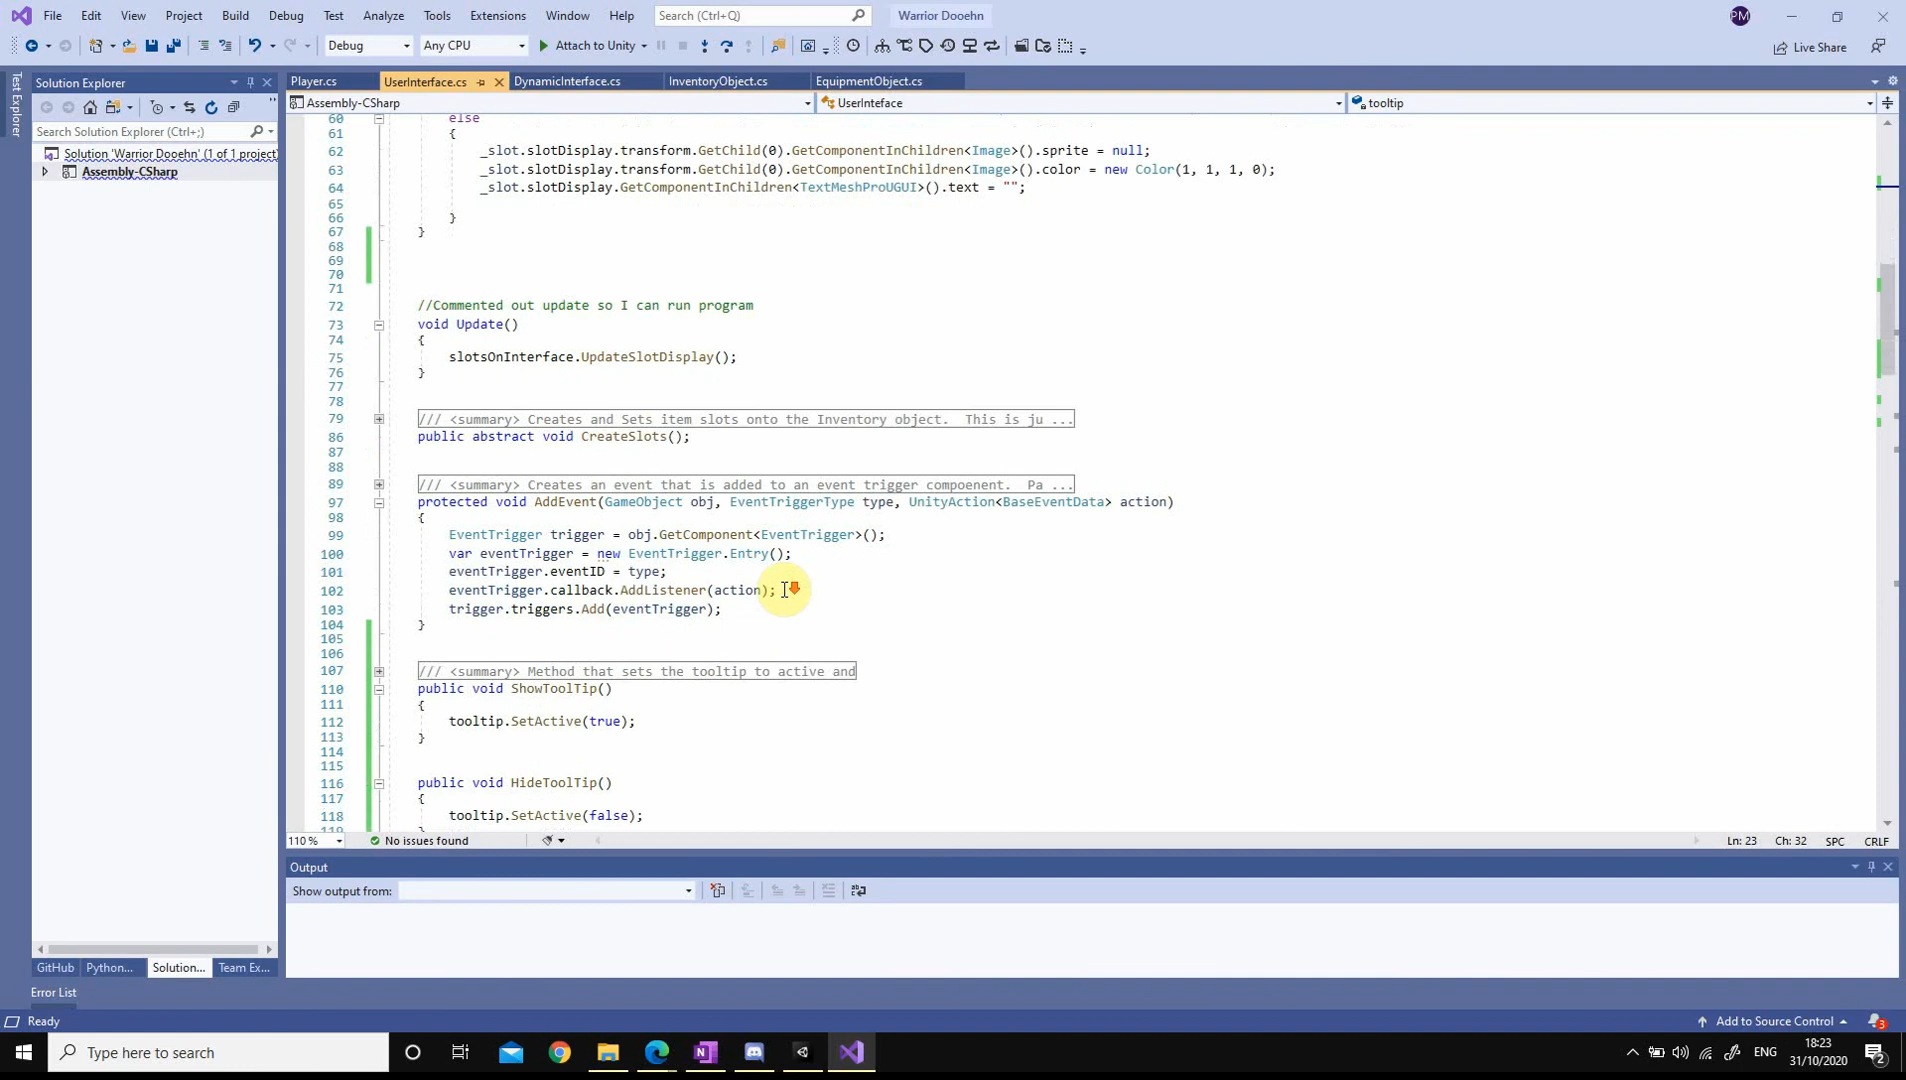 File Edit View Project Build Debug Test Analyze Tools Extensions Window Help Search (Ctrl+Q) Warrior Dooehn PM
Debug Any CPU Attach to Unity Live Share
Test Explorer
Solution Explorer
Player.cs UserInterface.cs DynamicInterface.cs InventoryObject.cs EquipmentObject.cs
Assembly-CSharp UserInteface tooltip
Search Solution Explorer (Ctrl+;)
Solution 'Warrior Dooehn' (1 of 1 project)
Assembly-CSharp
60 else
61 {
62 _slot.slotDisplay.transform.GetChild(0).GetComponentInChildren<Image>().sprite = null;
63 _slot.slotDisplay.transform.GetChild(0).GetComponentInChildren<Image>().color = new Color(1, 1, 1, 0);
64 _slot.slotDisplay.GetComponentInChildren<TextMeshProUGUI>().text = "";
65
66 }
67 }
68
69
70
71
72 //Commented out update so I can run program
73 void Update()
74 {
75 slotsOnInterface.UpdateSlotDisplay();
76 }
77
78
79 /// <summary> Creates and Sets item slots onto the Inventory object. This is ju ...
86 public abstract void CreateSlots();
87
88
89 /// <summary> Creates an event that is added to an event trigger compoenent. Pa ...
97 protected void AddEvent(GameObject obj, EventTriggerType type, UnityAction<BaseEventData> action)
98 {
99 EventTrigger trigger = obj.GetComponent<EventTrigger>();
100 var eventTrigger = new EventTrigger.Entry();
101 eventTrigger.eventID = type;
102 eventTrigger.callback.AddListener(action);
103 trigger.triggers.Add(eventTrigger);
104 }
105
106
107 /// <summary> Method that sets the tooltip to active and
110 public void ShowToolTip()
111 {
112 tooltip.SetActive(true);
113 }
114
115
116 public void HideToolTip()
117 {
118 tooltip.SetActive(false);
119 }
110 % No issues found Ln: 23 Ch: 32 SPC CRLF
Output
Show output from:
GitHub Python... Solution... Team Ex...
Error List
Ready Add to Source Control 3
Type here to search ENG 18:23
31/10/2020 2